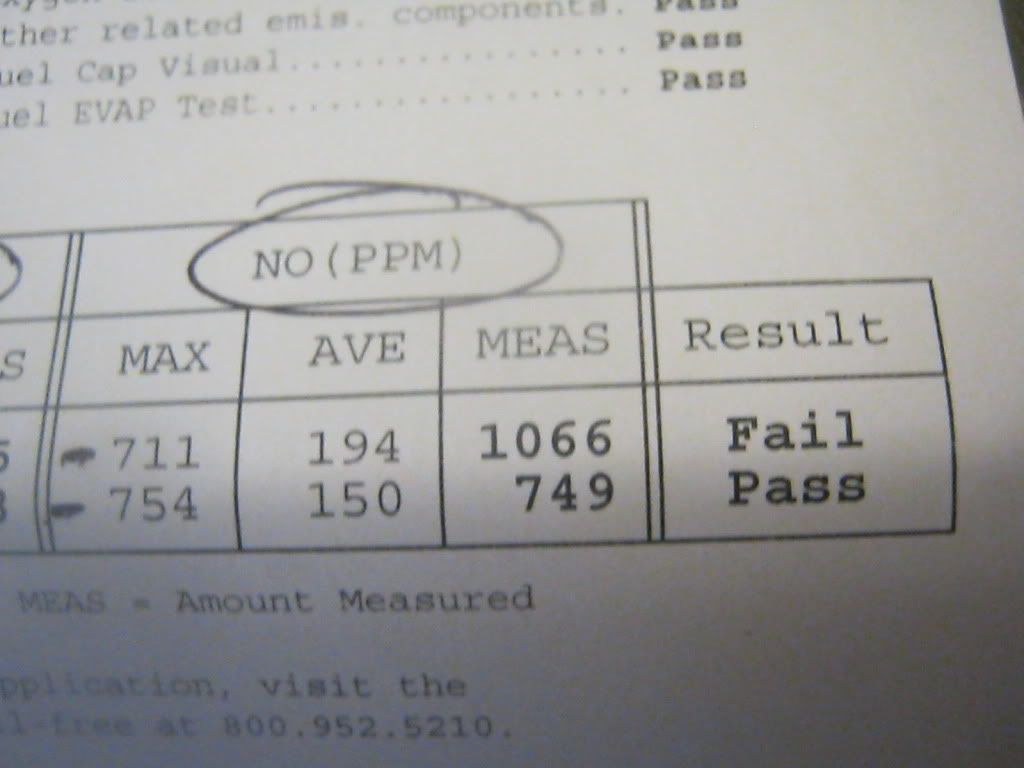 ther related emis. components. Pass
uel Cap Visual................ Pass
uel EVAP Test.................. Pass
NO(PPM)
S MAX AVE MEAS Result
711 194 1066 Fail
754 150 749 Pass
MEAS = Amount Measured
pplication, visit the
l-free at 800.952.5210.